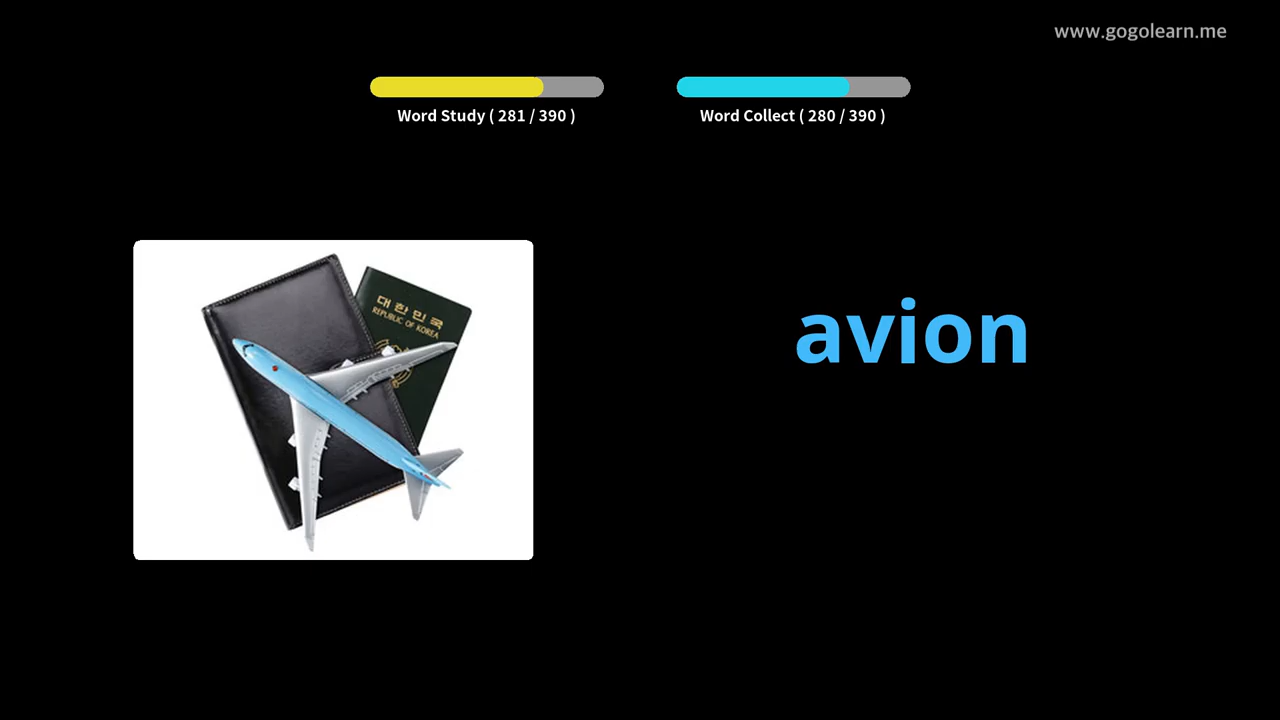 www.gogolearn.me
Word Study ( 281 / 390 )
Word Collect ( 280 / 390 )
대한민국
REPUBLIC OF KOREA
avion